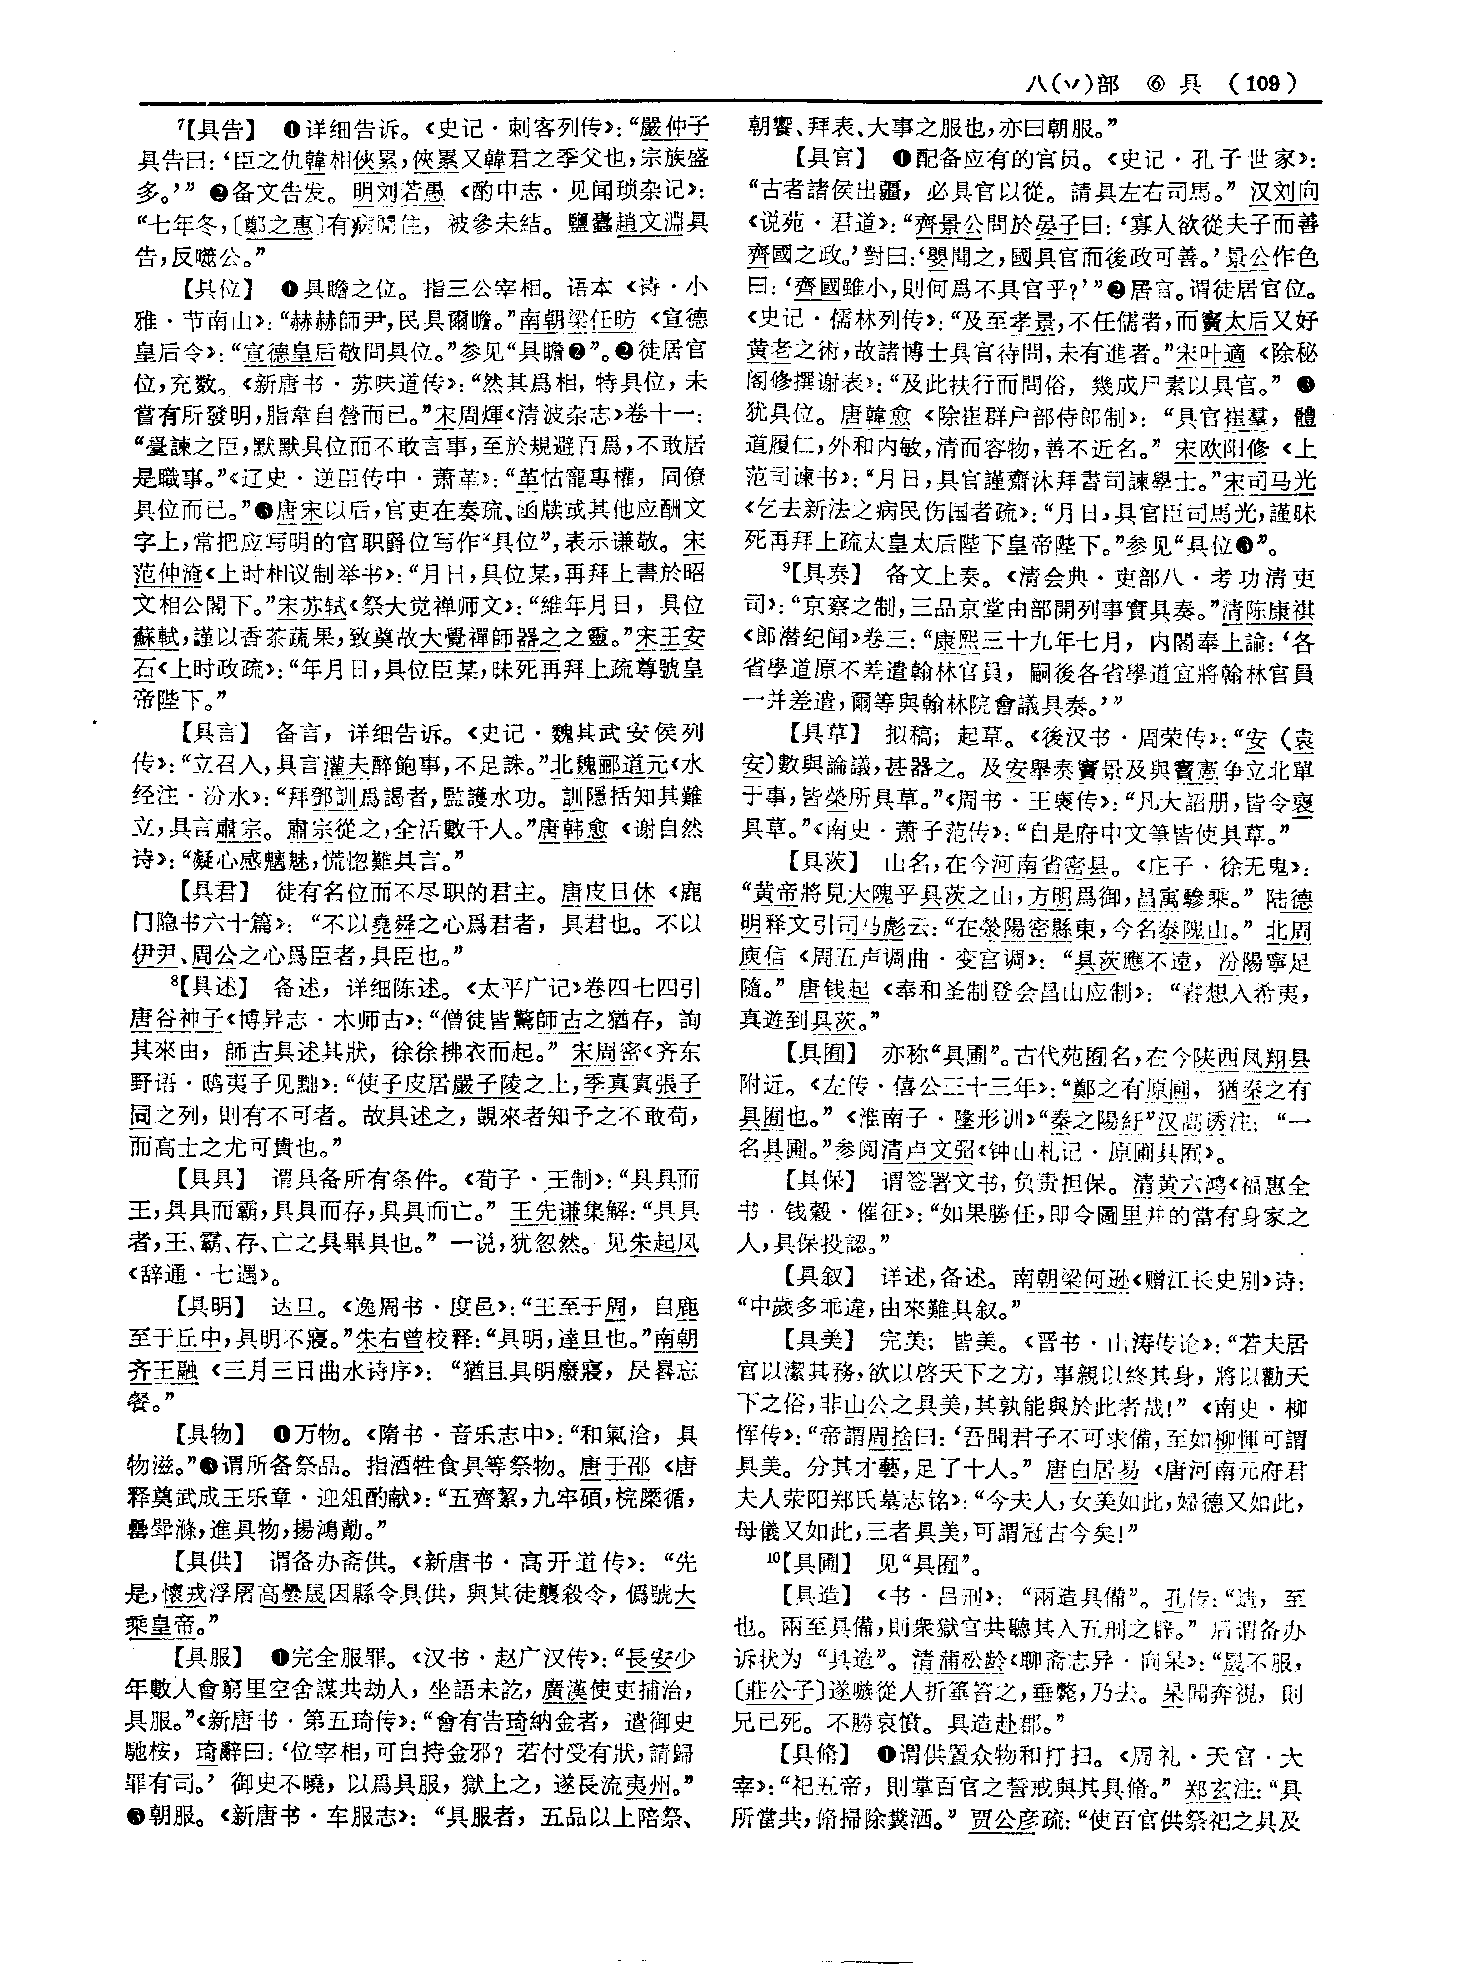 八(丷)部 ⑥ 具 (109)
⁷【具告】 ❶详细告诉。《史记·刺客列传》：“嚴仲子
具告曰：‘臣之仇韓相俠累，俠累又韓君之季父也，宗族盛
多。’” ❷备文告发。明刘若愚《酌中志·见闻琐杂记》：
“七年冬，〔鄭之惠〕有病閒住，被參未結。鹽蠹趙文淵具
告，反噬公。”
【具位】 ❶具瞻之位。指三公宰相。语本《诗·小
雅·节南山》：“赫赫師尹，民具爾瞻。”南朝梁任昉《宣德
皇后令》：“宣德皇后敬問具位。”参见“具瞻❷”。❷徒居官
位，充数。《新唐书·苏味道传》：“然其爲相，特具位，未
嘗有所發明，脂韋自營而已。”宋周煇《清波杂志》卷十一：
“臺諫之臣，默默具位而不敢言事，至於規避百爲，不敢居
是職事。”《辽史·逆臣传中·萧革》：“革怙寵專權，同僚
具位而已。”❸唐宋以后，官吏在奏疏、函牍或其他应酬文
字上，常把应写明的官职爵位写作“具位”，表示谦敬。宋
范仲淹《上时相议制举书》：“月日，具位某，再拜上書於昭
文相公閣下。”宋苏轼《祭大觉禅师文》：“維年月日，具位
蘇軾，謹以香茶蔬果，致奠故大覺禪師器之之靈。”宋王安
石《上时政疏》：“年月日，具位臣某，昧死再拜上疏尊號皇
帝陛下。”
【具言】 备言，详细告诉。《史记·魏其武安侯列
传》：“立召人，具言灌夫醉飽事，不足誅。”北魏郦道元《水
经注·汾水》：“拜鄧訓爲謁者，監護水功。訓隱括知其難
立，具言肅宗。肅宗從之，全活數千人。”唐韩愈《谢自然
诗》：“凝心感魑魅，慌惚難具言。”
【具君】 徒有名位而不尽职的君主。唐皮日休《鹿
门隐书六十篇》：“不以堯舜之心爲君者，具君也。不以
伊尹、周公之心爲臣者，具臣也。”
⁸【具述】 备述，详细陈述。《太平广记》卷四七四引
唐谷神子《博异志·木师古》：“僧徒皆驚師古之猶存，詢
其來由，師古具述其狀，徐徐拂衣而起。”宋周密《齐东
野语·鸱夷子见黜》：“使子皮居嚴子陵之上，季真寘張子
同之列，則有不可者。故具述之，覬來者知予之不敢苟，
而高士之尤可貴也。”
【具具】 谓具备所有条件。《荀子·王制》：“具具而
王，具具而霸，具具而存，具具而亡。”王先谦集解：“具具
者，王、霸、存、亡之具畢具也。”一说，犹忽然。见朱起凤
《辞通·七遇》。
【具明】 达旦。《逸周书·度邑》：“王至于周，自鹿
至于丘中，具明不寢。”朱右曾校释：“具明，達旦也。”南朝
齐王融《三月三日曲水诗序》：“猶且具明廢寢，昃晷忘
餐。”
【具物】 ❶万物。《隋书·音乐志中》：“和氣洽，具
物滋。”❷谓所备祭品。指酒牲食具等祭物。唐于邵《唐
释奠武成王乐章·迎俎酌献》：“五齊絜，九牢碩，梡橛循，
罍斝滌，進具物，揚鴻勩。”
【具供】 谓备办斋供。《新唐书·高开道传》：“先
是，懷戎浮屠高曇晟因縣令具供，與其徒襲殺令，僞號大
乘皇帝。”
【具服】 ❶完全服罪。《汉书·赵广汉传》：“長安少
年數人會窮里空舍謀共劫人，坐語未訖，廣漢使吏捕治，
具服。”《新唐书·第五琦传》：“會有告琦納金者，遣御史
馳桉，琦辭曰：‘位宰相，可自持金邪？若付受有狀，請歸
罪有司。’御史不曉，以爲具服，獄上之，遂長流夷州。”
❷朝服。《新唐书·车服志》：“具服者，五品以上陪祭、
朝饗、拜表、大事之服也，亦曰朝服。”
【具官】 ❶配备应有的官员。《史记·孔子世家》：
“古者諸侯出疆，必具官以從。請具左右司馬。”汉刘向
《说苑·君道》：“齊景公問於晏子曰：‘寡人欲從夫子而善
齊國之政。’對曰：‘嬰聞之，國具官而後政可善。’景公作色
曰：‘齊國雖小，則何爲不具官乎？’”❷居官。谓徒居官位。
《史记·儒林列传》：“及至孝景，不任儒者，而竇太后又好
黄老之術，故諸博士具官待問，未有進者。”宋叶適《除秘
阁修撰谢表》：“及此扶行而問俗，幾成尸素以具官。” ❸
犹具位。唐韓愈《除崔群户部侍郎制》：“具官崔羣，體
道履仁，外和内敏，清而容物，善不近名。”宋欧阳修《上
范司谏书》：“月日，具官謹齋沐拜書司諫學士。”宋司马光
《乞去新法之病民伤国者疏》：“月日，具官臣司馬光，謹昧
死再拜上疏太皇太后陛下皇帝陛下。”参见“具位❸”。
⁹【具奏】 备文上奏。《清会典·吏部八·考功清吏
司》：“京察之制，三品京堂由部開列事實具奏。”清陈康祺
《郎潜纪闻》卷三：“康熙三十九年七月，内閣奉上諭：‘各
省學道原不差遣翰林官員，嗣後各省學道宜將翰林官員
一并差遣，爾等與翰林院會議具奏。’”
【具草】 拟稿；起草。《後汉书·周荣传》：“安（袁
安）數與論議，甚器之。及安舉奏竇景及與竇憲争立北單
于事，皆榮所具草。”《周书·王褒传》：“凡大詔册，皆令褒
具草。”《南史·萧子范传》：“自是府中文筆皆使具草。”
【具茨】 山名，在今河南省密县。《庄子·徐无鬼》：
“黄帝將見大隗乎具茨之山，方明爲御，昌寓驂乘。”陆德
明释文引司马彪云：“在滎陽密縣東，今名泰隗山。”北周
庾信《周五声调曲·变宫调》：“具茨應不遠，汾陽寧足
隨。”唐钱起《奉和圣制登会昌山应制》：“睿想入希夷，
真遊到具茨。”
【具囿】 亦称“具圃”。古代苑囿名，在今陕西凤翔县
附近。《左传·僖公三十三年》：“鄭之有原圃，猶秦之有
具囿也。”《淮南子·墬形训》“秦之陽紆”汉高诱注：“一
名具圃。”参阅清卢文弨《钟山札记·原圃具囿》。
【具保】 谓签署文书，负责担保。清黄六鸿《福惠全
书·钱穀·催征》：“如果勝任，即令圖里并的當有身家之
人，具保投認。”
【具叙】 详述，备述。南朝梁何逊《赠江长史别》诗：
“中歲多乖違，由來難具叙。”
【具美】 完美；皆美。《晋书·山涛传论》：“若夫居
官以潔其務，欲以啓天下之方，事親以終其身，將以勸天
下之俗，非山公之具美，其孰能與於此者哉！”《南史·柳
恽传》：“帝謂周捨曰：‘吾聞君子不可求備，至如柳惲可謂
具美。分其才藝，足了十人。”唐白居易《唐河南元府君
夫人荥阳郑氏墓志铭》：“今夫人，女美如此，婦德又如此，
母儀又如此，三者具美，可謂冠古今矣！”
¹⁰【具圃】 见“具囿”。
【具造】 《书·吕刑》：“兩造具備”。孔传：“造，至
也。兩至具備，則衆獄官共聽其入五刑之辭。”后谓备办
诉状为“具造”。清蒲松龄《聊斋志异·向杲》：“晟不服，
〔莊公子〕遂嗾從人折箠笞之，垂斃，乃去。杲聞奔視，則
兄已死。不勝哀憤。具造赴郡。”
【具脩】 ❶谓供置众物和打扫。《周礼·天官·大
宰》：“祀五帝，則掌百官之誓戒與其具脩。”郑玄注：“具
所當共，脩掃除糞洒。”贾公彦疏：“使百官供祭祀之具及